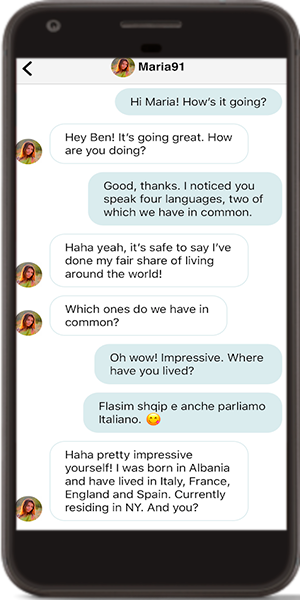 Maria91
Hi Maria! How's it going?
Hey Ben! It's going great. How
are you doing?
Good, thanks. I noticed you
speak four languages, two of
which we have in common.
Haha yeah, it's safe to say I've
done my fair share of living
around the world!
Which ones do we have in
common?
Oh wow! Impressive. Where
have you lived?
Flasim shqip e anche parliamo
Italiano. 😋
Haha pretty impressive
yourself! I was born in Albania
and have lived in Italy, France,
England and Spain. Currently
residing in NY. And you?